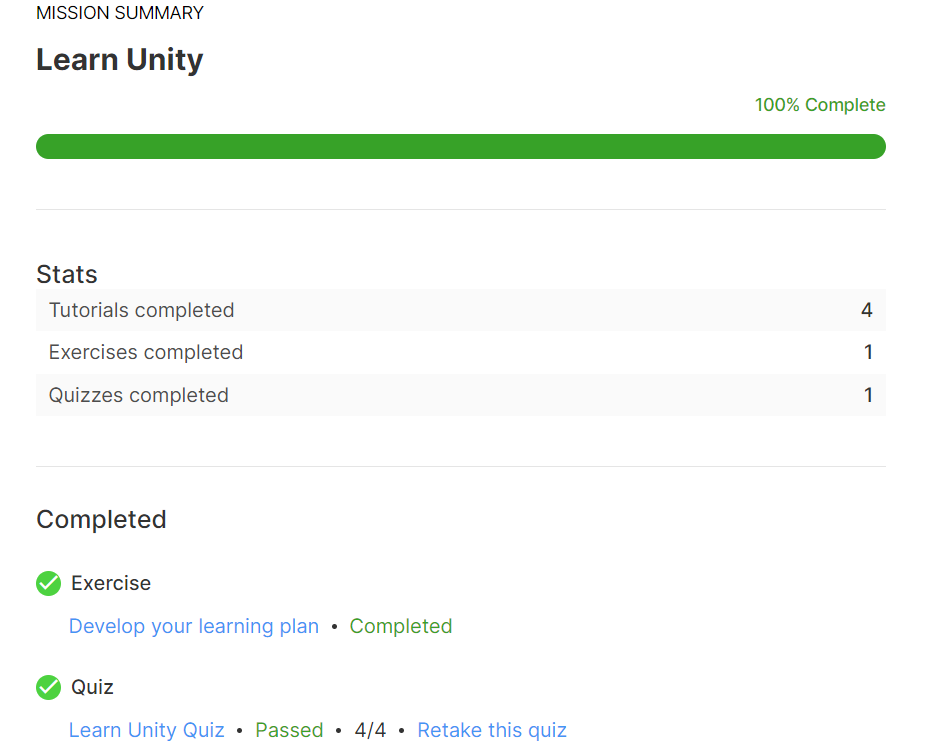 MISSION SUMMARY
Learn Unity
100% Complete
Stats
Tutorials completed 4
Exercises completed 1
Quizzes completed 1
Completed
Exercise
Develop your learning plan • Completed
Quiz
Learn Unity Quiz • Passed • 4/4 • Retake this quiz